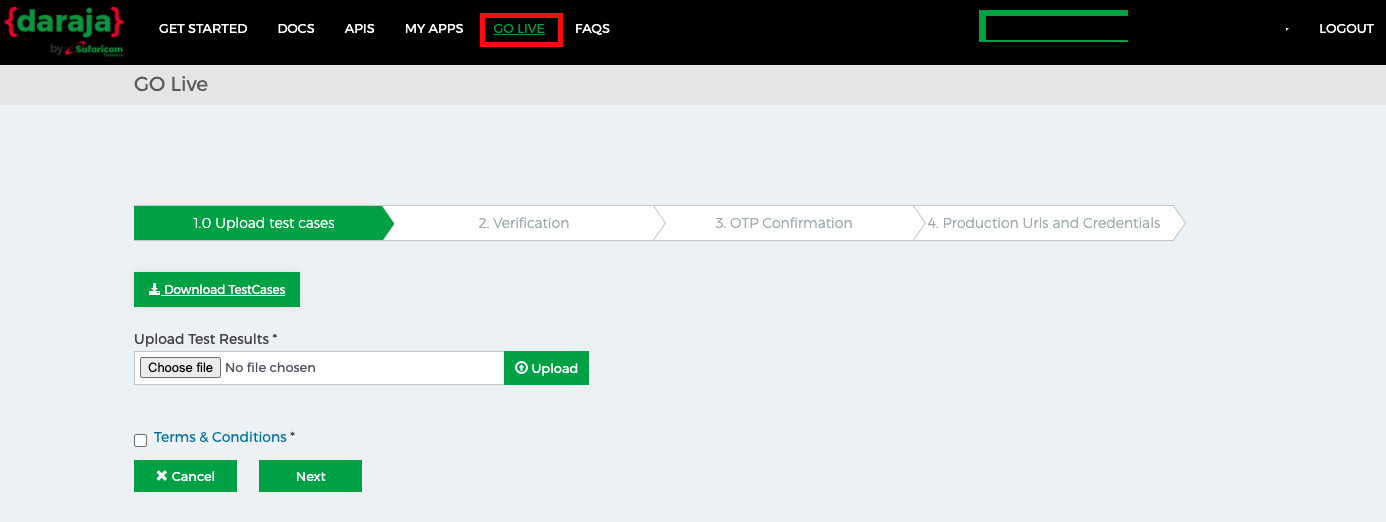 {daraja}
by Safaricom
GET STARTED DOCS APIS MY APPS GO LIVE FAQS LOGOUT
GO Live
1.0 Upload test cases 2. Verification 3. OTP Confirmation 4. Production Urls and Credentials
Download TestCases
Upload Test Results *
Choose file No file chosen Upload
Terms & Conditions *
Cancel Next